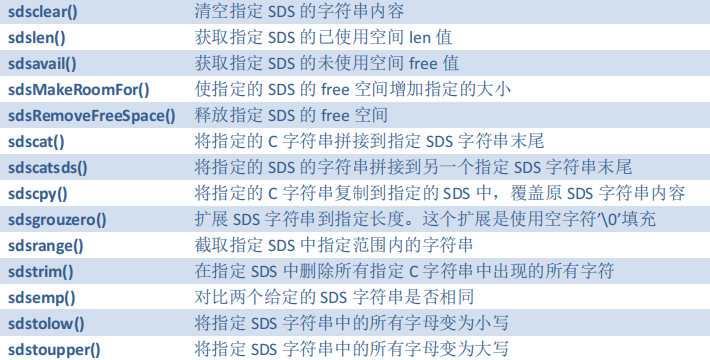 sdsclear() 清空指定 SDS 的字符串内容
sdslen() 获取指定 SDS 的已使用空间 len 值
sdsavail() 获取指定 SDS 的未使用空间 free 值
sdsMakeRoomFor() 使指定的 SDS 的 free 空间增加指定的大小
sdsRemoveFreeSpace() 释放指定 SDS 的 free 空间
sdscat() 将指定的 C 字符串拼接到指定 SDS 字符串末尾
sdscatsds() 将指定的 SDS 的字符串拼接到另一个指定 SDS 字符串末尾
sdscpy() 将指定的 C 字符串复制到指定的 SDS 中，覆盖原 SDS 字符串内容
sdsgrouzero() 扩展 SDS 字符串到指定长度。这个扩展是使用空字符’\0’填充
sdsrange() 截取指定 SDS 中指定范围内的字符串
sdstrim() 在指定 SDS 中删除所有指定 C 字符串中出现的所有字符
sdsemp() 对比两个给定的 SDS 字符串是否相同
sdstolow() 将指定 SDS 字符串中的所有字母变为小写
sdstoupper() 将指定 SDS 字符串中的所有字母变为大写